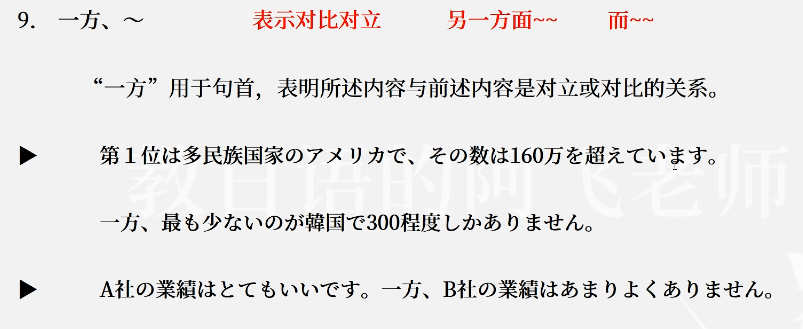 9. 一方、～ 表示对比对立 另一方面~~ 而~~
“一方”用于句首，表明所述内容与前述内容是对立或对比的关系。
▶ 第１位は多民族国家のアメリカで、その数は160万を超えています。
教日语的阿飞老师
一方、最も少ないのが韓国で300程度しかありません。
▶ A社の業績はとてもいいです。一方、B社の業績はあまりよくありません。